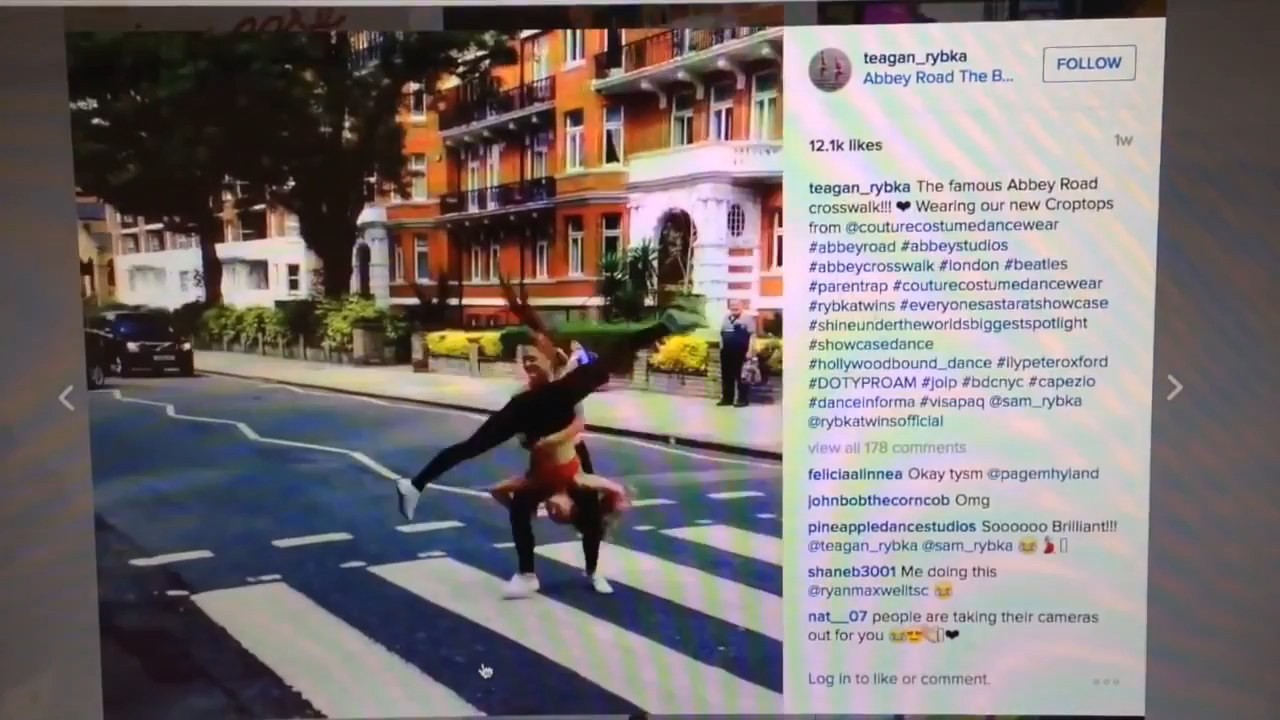 teagan_rybka
Abbey Road The B...
FOLLOW
12.1k likes
1w
teagan_rybka The famous Abbey Road
crosswalk!!! ❤ Wearing our new Croptops
from @couturecostumedancewear
#abbeyroad #abbeystudios
#abbeycrosswalk #london #beatles
#parentrap #couturecostumedancewear
#rybkatwins #everyonesastaratshowcase
#shineundertheworldsbiggestspotlight
#showcasedance
#hollywoodbound_dance #ilypeteroxford
#DOTYPROAM #jolp #bdcnyc #capezio
#danceinforma #visapaq @sam_rybka
@rybkatwinsofficial
view all 178 comments
feliciaalinnea Okay tysm @pagemhyland
johnbobthecorncob Omg
pineappledancestudios Soooooo Brilliant!!!
@teagan_rybka @sam_rybka 😂💃
shaneb3001 Me doing this
@ryanmaxwelltsc 😂
nat__07 people are taking their cameras
out for you 😂😍👏❤
Log in to like or comment.